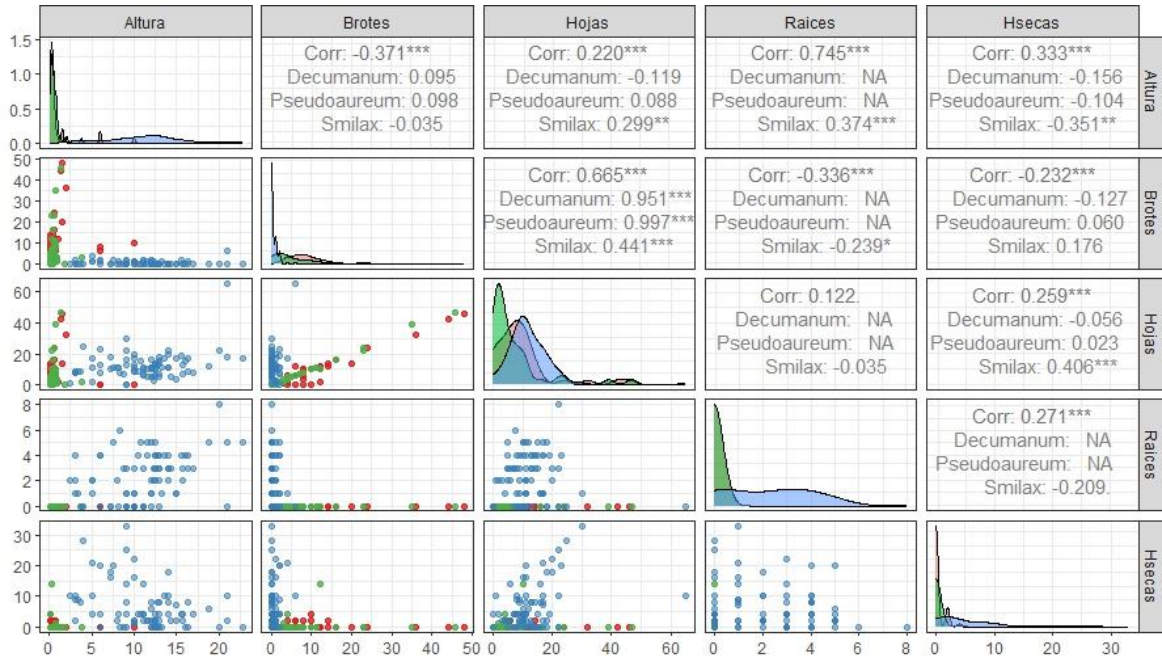 Altura Brotes Hojas Raices Hsecas
1.5
1.0
0.5
0.0
Corr: -0.371***
Decumanum: 0.095
Pseudoaureum: 0.098
Smilax: -0.035
Corr: 0.220***
Decumanum: -0.119
Pseudoaureum: 0.088
Smilax: 0.299**
Corr: 0.745***
Decumanum: NA
Pseudoaureum: NA
Smilax: 0.374***
Corr: 0.333***
Decumanum: -0.156
Pseudoaureum: -0.104
Smilax: -0.351**
Altura
50
40
30
20
10
0
Corr: 0.665***
Decumanum: 0.951***
Pseudoaureum: 0.997***
Smilax: 0.441***
Corr: -0.336***
Decumanum: NA
Pseudoaureum: NA
Smilax: -0.239*
Corr: -0.232***
Decumanum: -0.127
Pseudoaureum: 0.060
Smilax: 0.176
Brotes
60
40
20
0
Corr: 0.122.
Decumanum: NA
Pseudoaureum: NA
Smilax: -0.035
Corr: 0.259***
Decumanum: -0.056
Pseudoaureum: 0.023
Smilax: 0.406***
Hojas
8
6
4
2
0
Corr: 0.271***
Decumanum: NA
Pseudoaureum: NA
Smilax: -0.209.
Raices
30
20
10
0
Hsecas
0 5 10 15 20 0 10 20 30 40 50 0 20 40 60 0 2 4 6 8 0 10 20 30